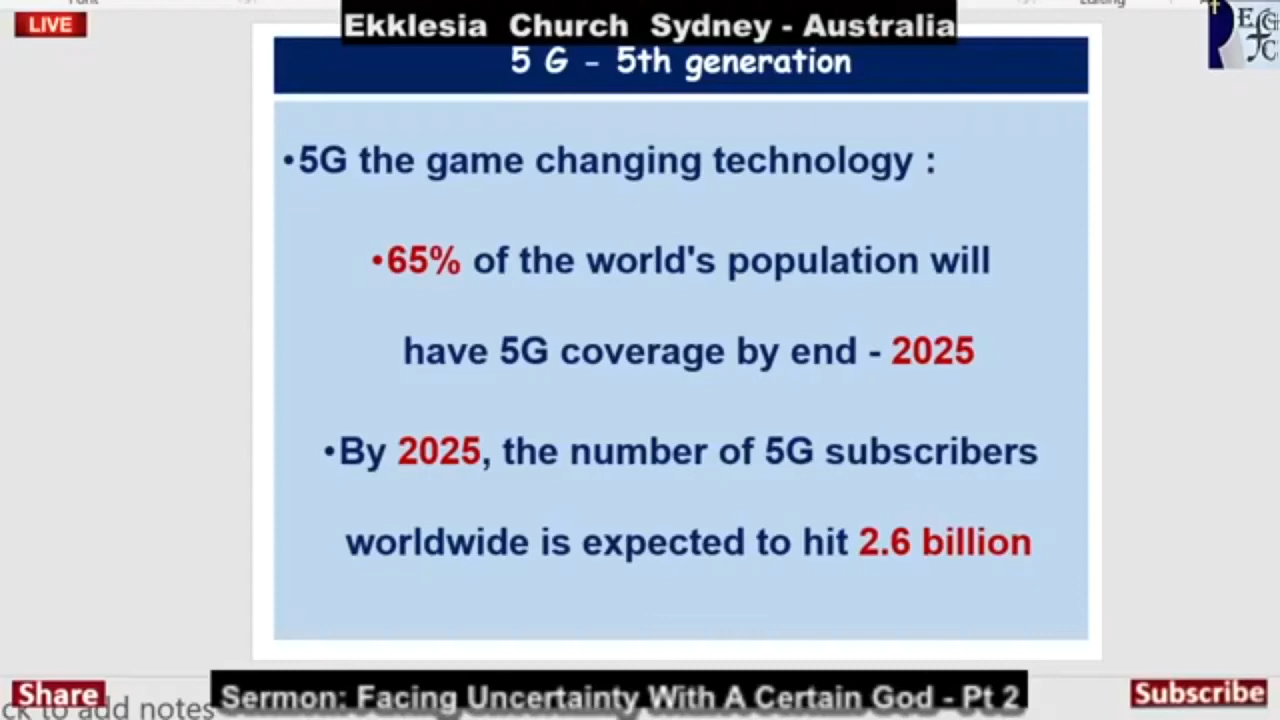 LIVE
Ekklesia Church Sydney - Australia
5 G - 5th generation
•5G the game changing technology :
•65% of the world's population will
have 5G coverage by end - 2025
•By 2025, the number of 5G subscribers
worldwide is expected to hit 2.6 billion
Share
ck to add notes
Sermon: Facing Uncertainty With A Certain God - Pt 2
Subscribe